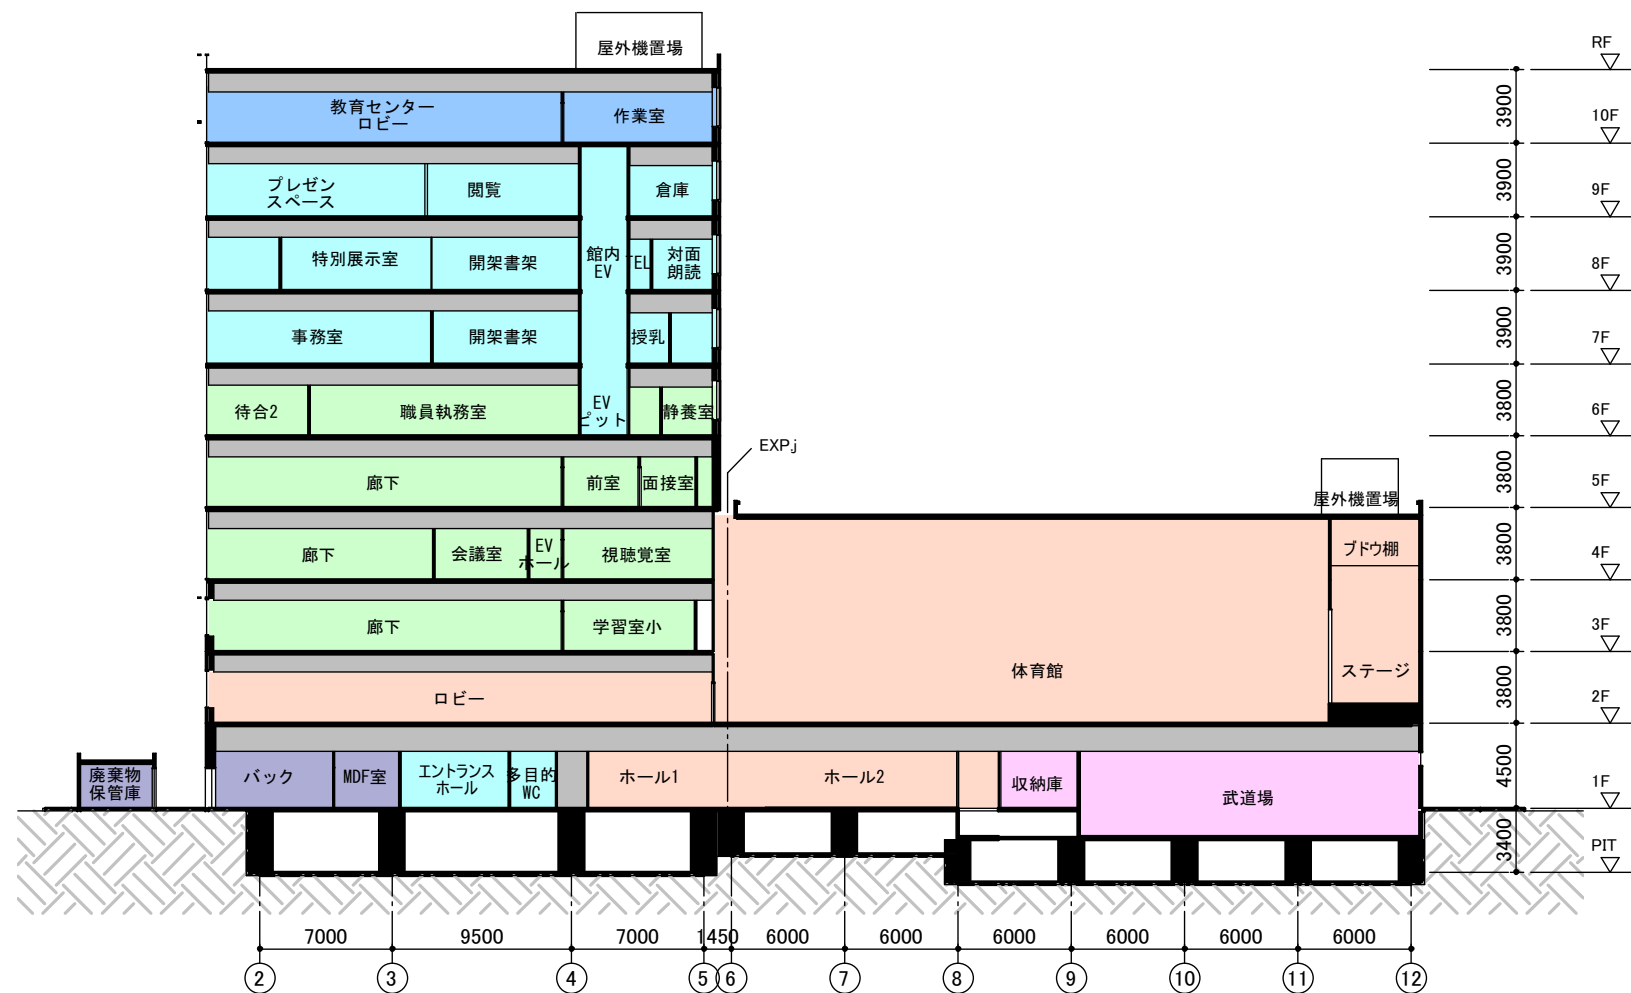 屋外機置場
RF
教育センター
ロビー
作業室
3900
10F
プレゼン
スペース
閲覧
倉庫
3900
9F
特別展示室
開架書架
館内
EV
TEL
対面
朗読
3900
8F
事務室
開架書架
授乳
3900
7F
待合2
職員執務室
EV
ピット
静養室
3800
6F
EXP.j
廊下
前室
面接室
3800
5F
屋外機置場
廊下
会議室
EV
ホール
視聴覚室
ブドウ棚
3800
4F
廊下
学習室小
3800
3F
ロビー
体育館
ステージ
3800
2F
廃棄物
保管庫
バック
MDF室
エントランス
ホール
多目的
WC
ホール1
ホール2
収納庫
武道場
4500
1F
3400
PIT
7000
9500
7000
1450
6000
6000
6000
6000
6000
6000
2
3
4
5
6
7
8
9
10
11
12